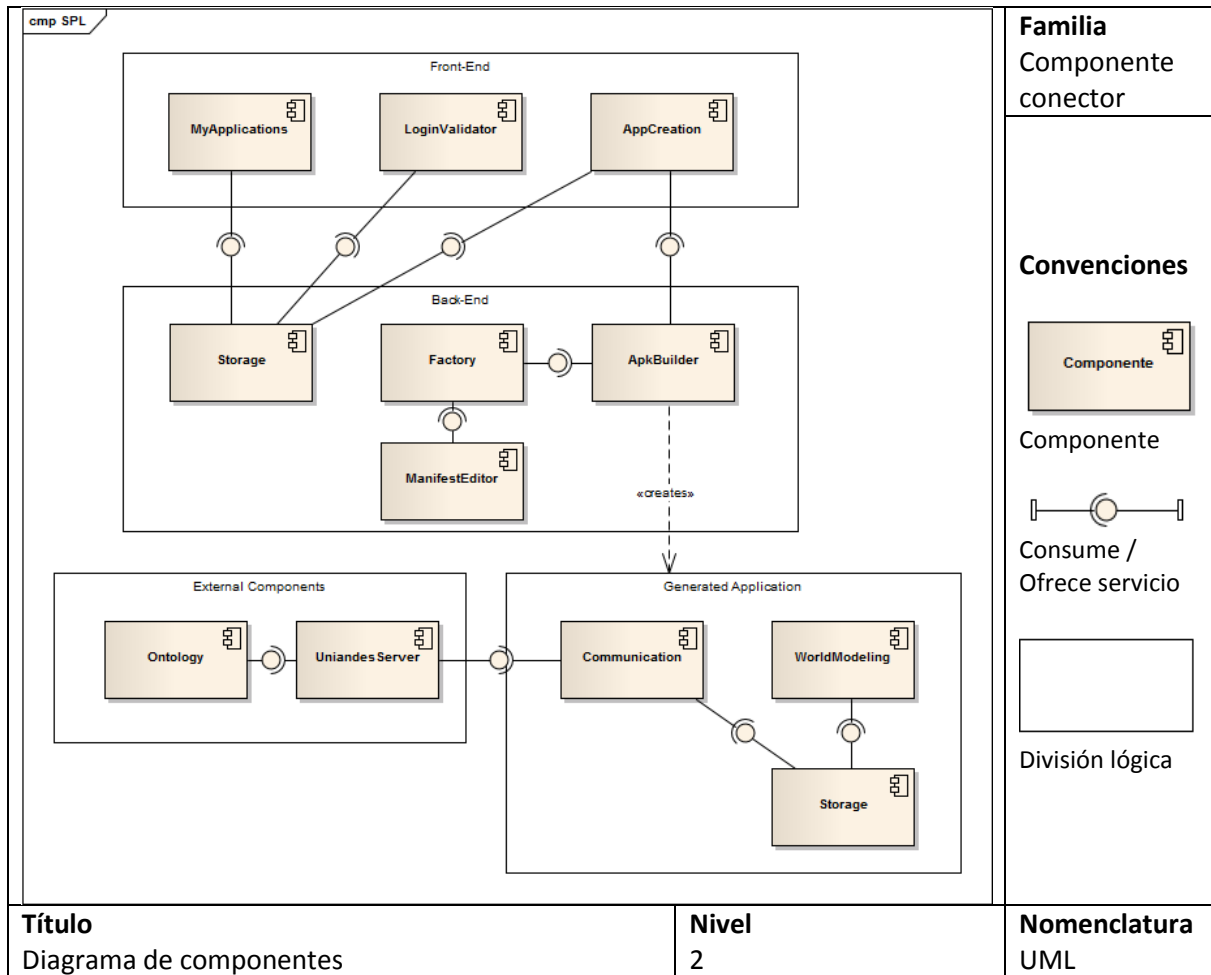 cmp SPL
Front-End
MyApplications
LoginValidator
AppCreation
Back-End
Storage
Factory
ApkBuilder
ManifestEditor
«creates»
External Components
Ontology
UniandesServer
Generated Application
Communication
WorldModeling
Storage
Familia
Componente
conector
Convenciones
Componente
Componente
Consume /
Ofrece servicio
División lógica
Título
Diagrama de componentes
Nivel
2
Nomenclatura
UML